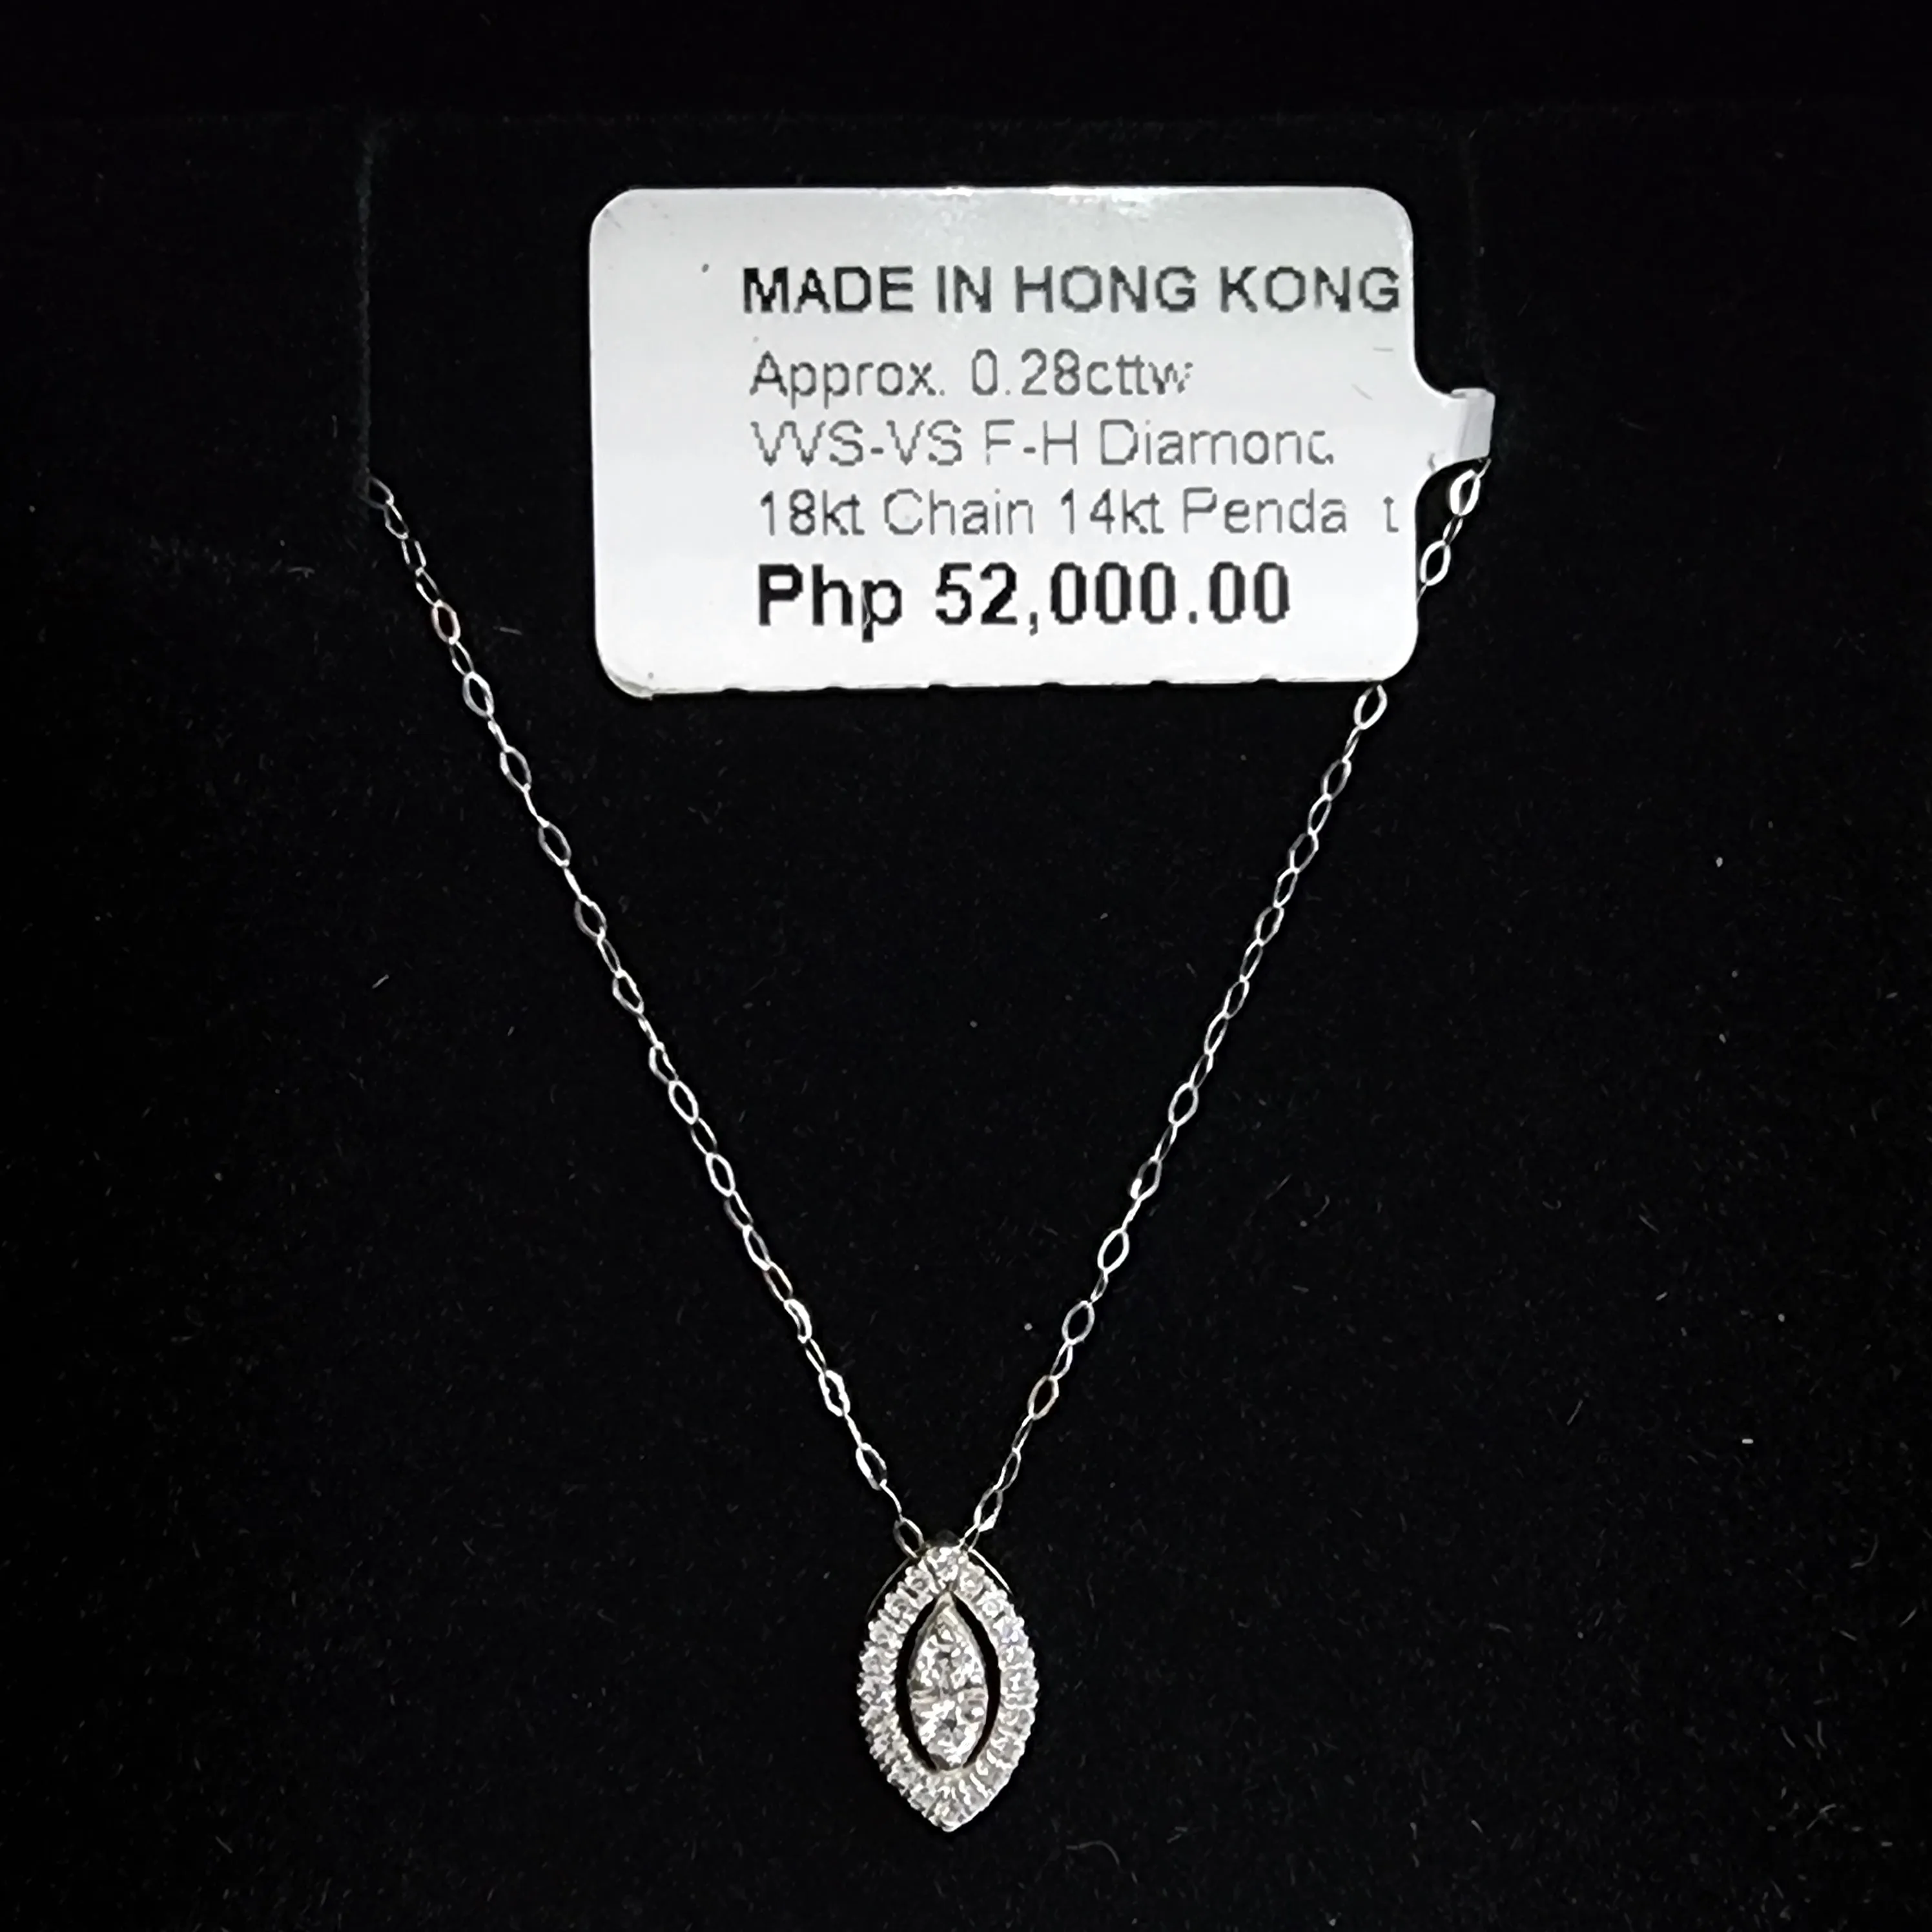 MADE IN HONG KONG
Approx. 0.28cttw
VVS-VS F-H Diamond
18kt Chain 14kt Penda t
Php 52,000.00